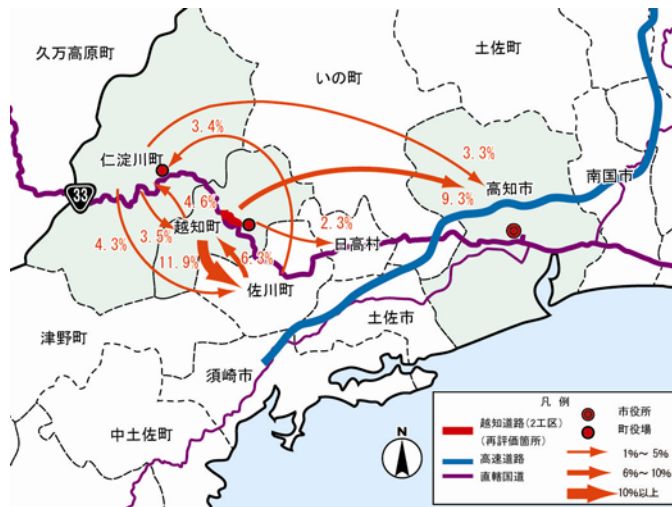 久万高原町
土佐町
いの町
3.4%
3.3%
仁淀川町
南国市
高知市
33
9.3%
4.6%
2.3%
越知町
3.5%
日高村
4.3%
6.3%
11.9%
佐川町
津野町
土佐市
須崎市
中土佐町
N
凡 例
越知道路(2工区)
(再評価箇所)
高速道路
直轄国道
市役所
町役場
1%~ 5%
6%~10%
10%以上